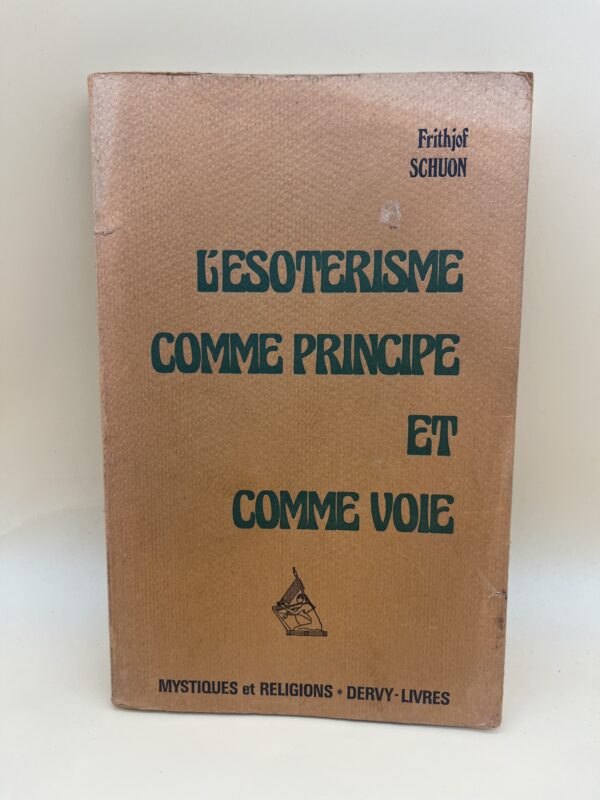 Frithjof
SCHUON
L'ESOTERISME
COMME PRINCIPE
ET
COMME VOIE
MYSTIQUES et RELIGIONS * DERVY-LIVRES